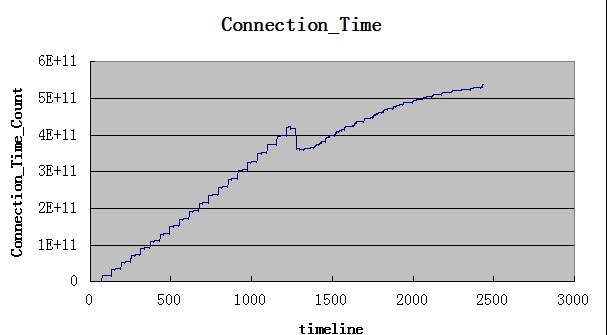 Connection_Time
Connection_Time_Count
6E+11
5E+11
4E+11
3E+11
2E+11
1E+11
0
0 500 1000 1500 2000 2500 3000
timeline